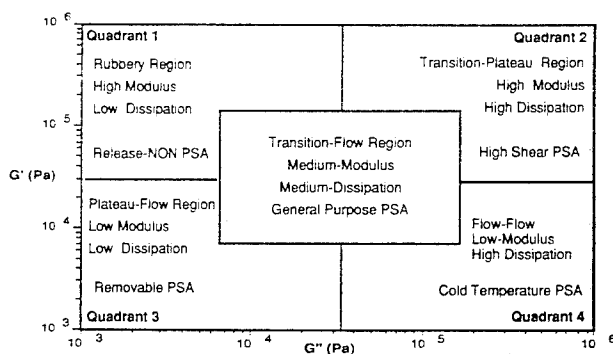 Quadrant 1
Quadrant 2
Rubbery Region
High Modulus
Low Dissipation
Release-NON PSA
Transition-Plateau Region
High Modulus
High Dissipation
High Shear PSA
Transition-Flow Region
Medium-Modulus
Medium-Dissipation
General Purpose PSA
Plateau-Flow Region
Low Modulus
Low Dissipation
Removable PSA
Quadrant 3
Flow-Flow
Low-Modulus
High Dissipation
Cold Temperature PSA
Quadrant 4
G' (Pa)
10^6
10^5
10^4
10^3
10^3
10^4
10^5
10^6
G'' (Pa)